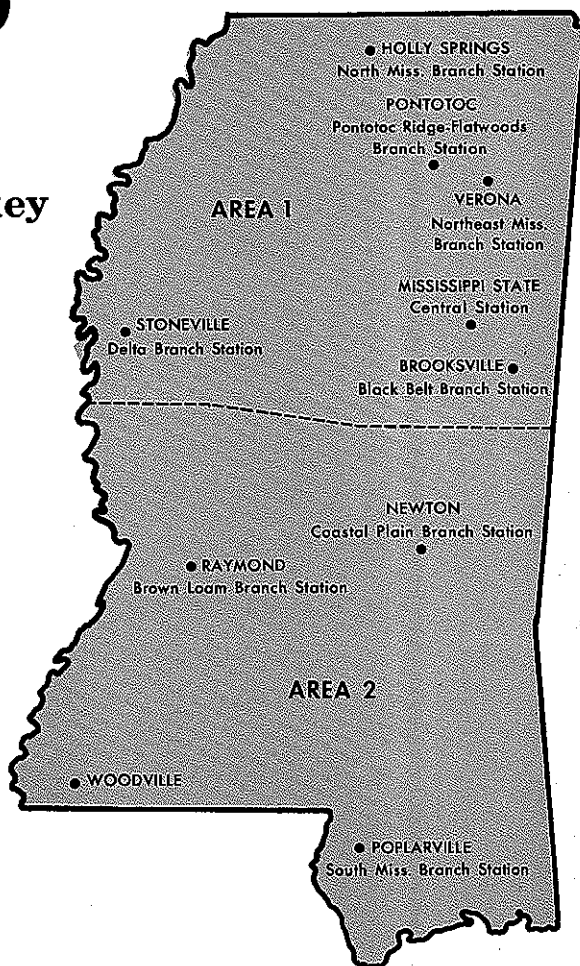 HOLLY SPRINGS
North Miss. Branch Station
PONTOTOC
Pontotoc Ridge-Flatwoods
Branch Station
VERONA
Northeast Miss.
Branch Station
AREA 1
MISSISSIPPI STATE
Central Station
STONEVILLE
Delta Branch Station
BROOKSVILLE
Black Belt Branch Station
NEWTON
Coastal Plain Branch Station
RAYMOND
Brown Loam Branch Station
AREA 2
WOODVILLE
POPLARVILLE
South Miss. Branch Station